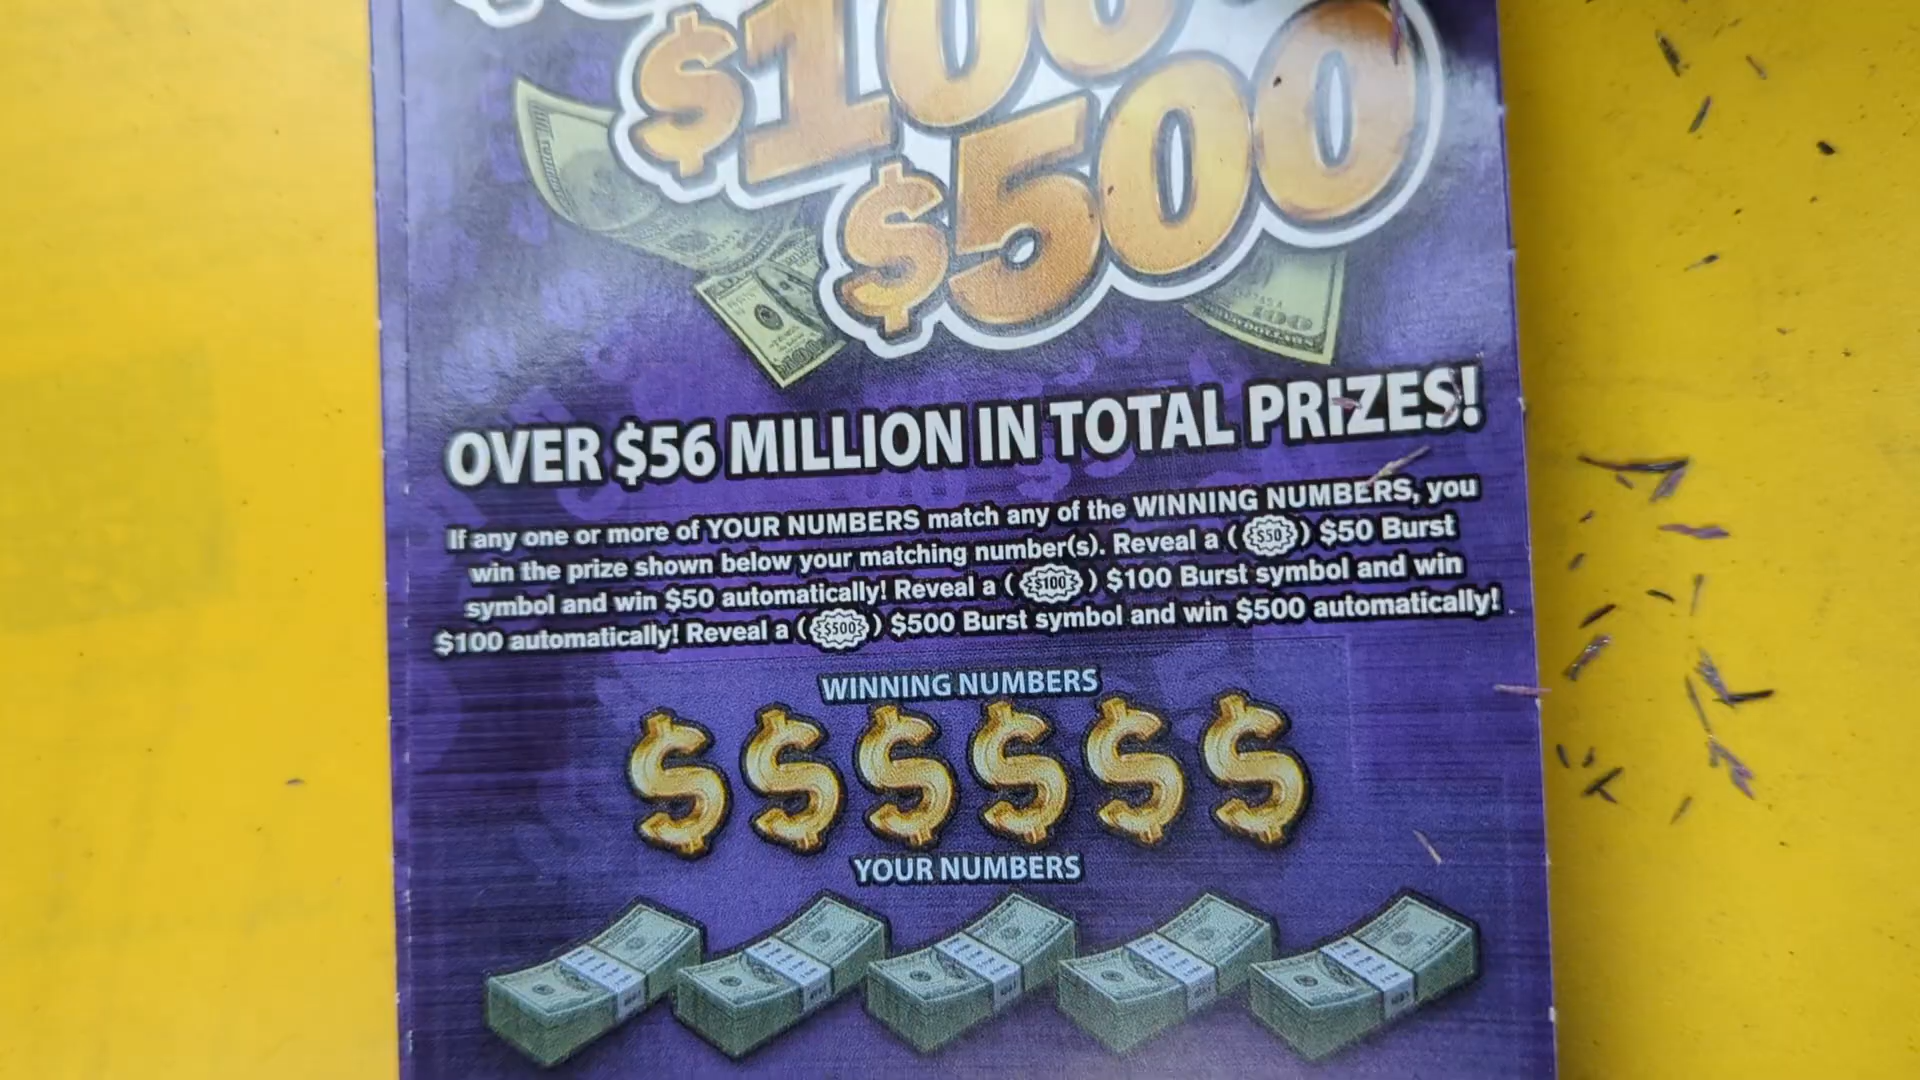 $100
$500
OVER $56 MILLION IN TOTAL PRIZES!
If any one or more of YOUR NUMBERS match any of the WINNING NUMBERS, you
win the prize shown below your matching number(s). Reveal a ($50) $50 Burst
symbol and win $50 automatically! Reveal a ($100) $100 Burst symbol and win
$100 automatically! Reveal a ($500) $500 Burst symbol and win $500 automatically!
WINNING NUMBERS
$ $ $ $ $ $
YOUR NUMBERS